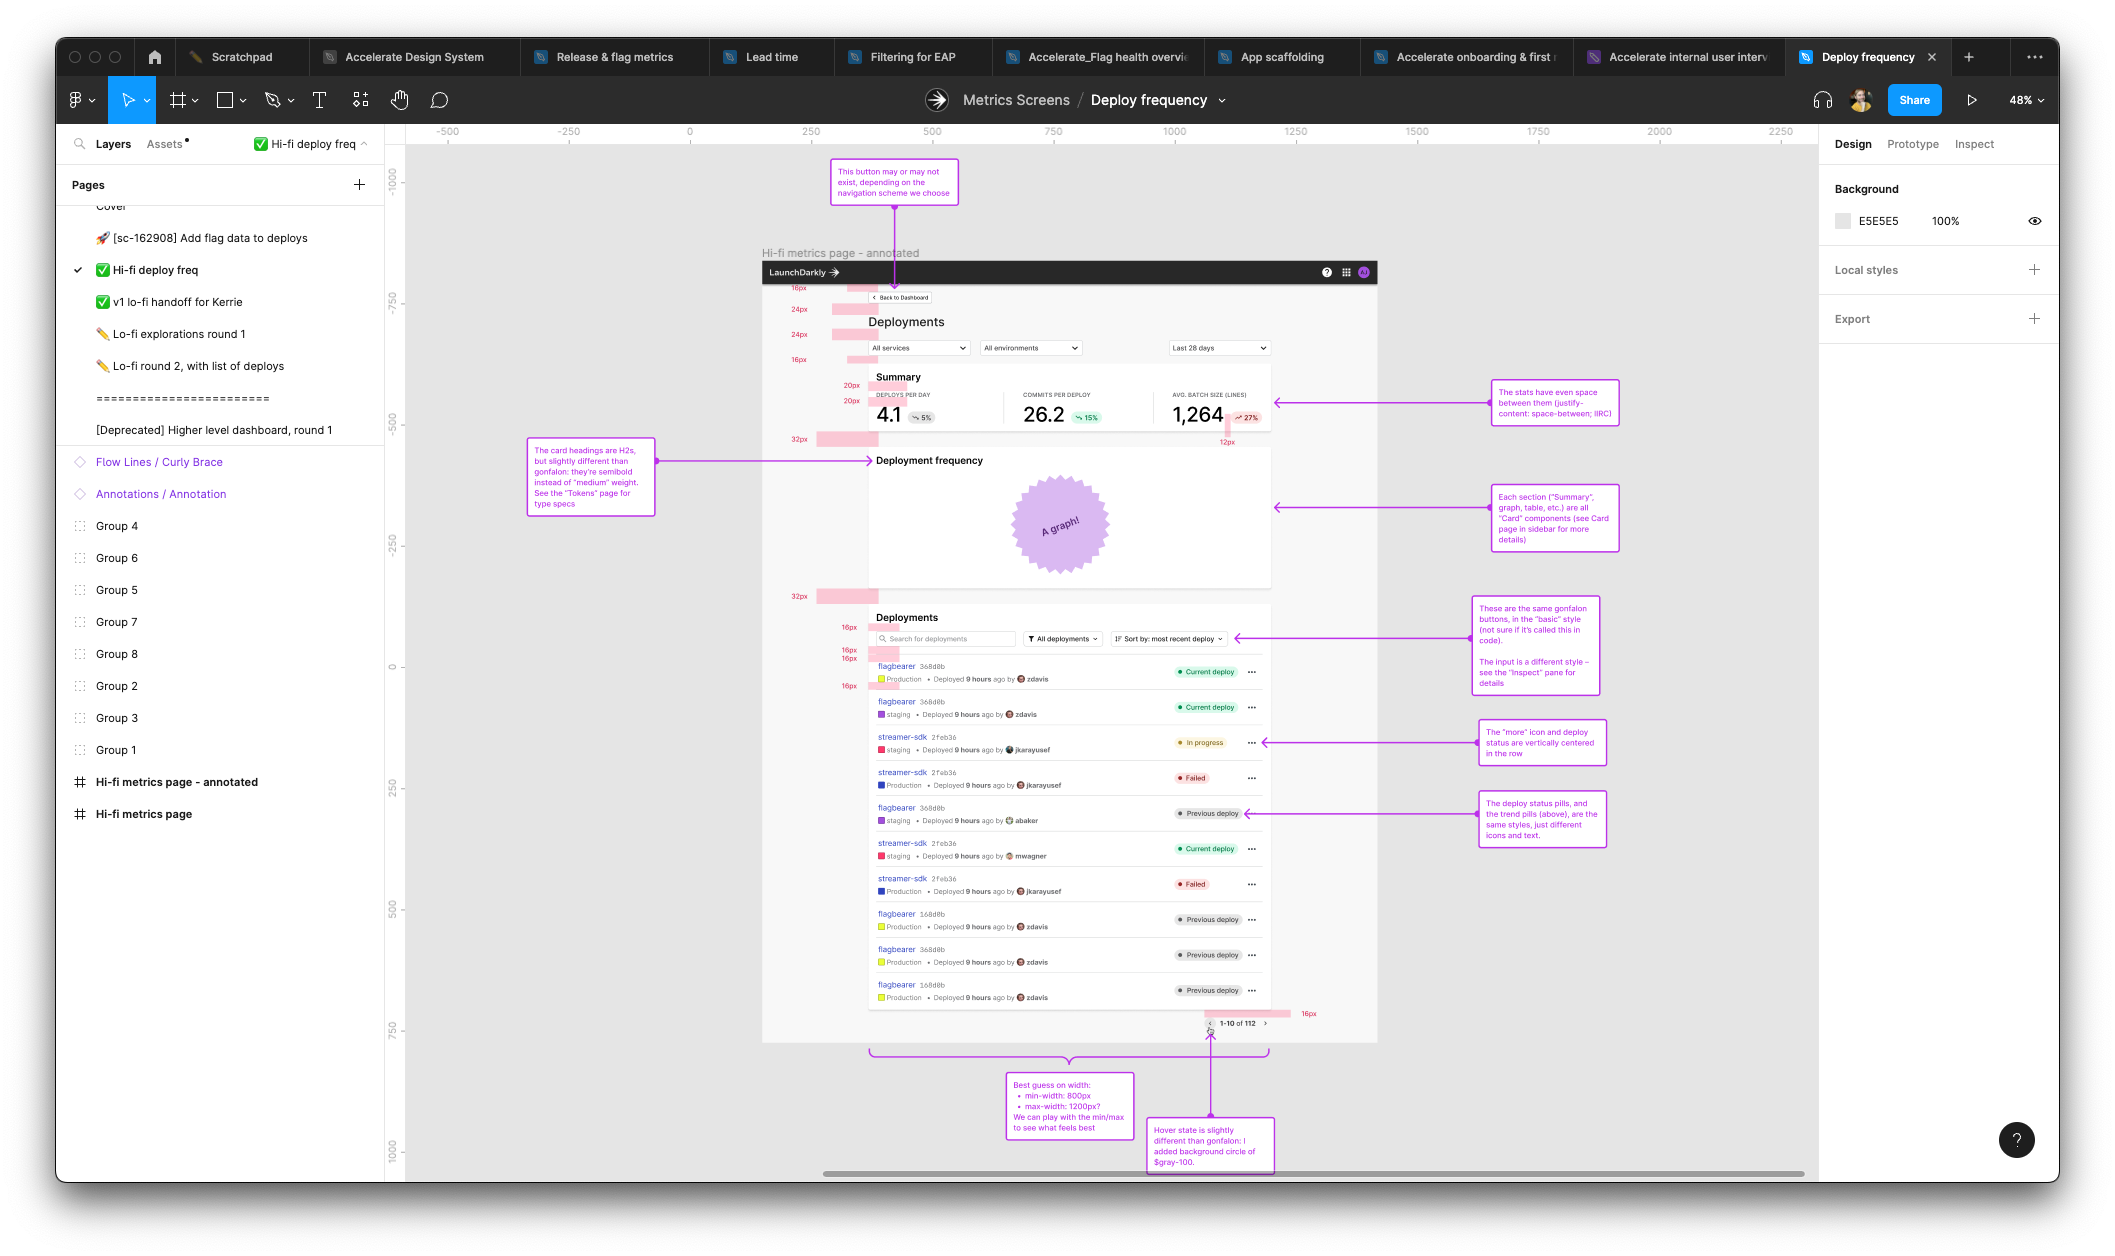 Scratchpad
Accelerate Design System
Release & flag metrics
Lead time
Filtering for EAP
Accelerate_Flag health overvi
App scaffolding
Accelerate onboarding & first
Accelerate internal user interv
Deploy frequency
Metrics Screens / Deploy frequency
Share
48%
Layers
Assets
Hi-fi deploy freq
Pages
Cover
[sc-162908] Add flag data to deploys
Hi-fi deploy freq
v1 lo-fi handoff for Kerrie
Lo-fi explorations round 1
Lo-fi round 2, with list of deploys
========================
[Deprecated] Higher level dashboard, round 1
Flow Lines / Curly Brace
Annotations / Annotation
Group 4
Group 6
Group 5
Group 7
Group 8
Group 2
Group 3
Group 1
Hi-fi metrics page - annotated
Hi-fi metrics page
-500
-250
0
250
500
750
1000
1250
1500
1750
2000
2250
-1000
-750
-500
-250
0
250
500
750
1000
This button may or may not
exist, depending on the
navigation scheme we choose
Hi-fi metrics page - annotated
LaunchDarkly
?
AJ
16px
Back to Dashboard
24px
Deployments
24px
All services
All environments
Last 28 days
16px
Summary
20px
DEPLOYS PER DAY
COMMITS PER DEPLOY
AVG. BATCH SIZE (LINES)
20px
4.1
5%
26.2
15%
1,264
27%
12px
32px
Deployment frequency
A graph!
32px
Deployments
16px
Search for deployments
All deployments
Sort by: most recent deploy
16px
16px
flagbearer 368d0b
Production • Deployed 9 hours ago by zdavis
Current deploy
16px
flagbearer 368d0b
staging • Deployed 9 hours ago by zdavis
Current deploy
streamer-sdk 2feb36
staging • Deployed 9 hours ago by jkarayusef
In progress
streamer-sdk 2feb36
Production • Deployed 9 hours ago by jkarayusef
Failed
flagbearer 368d0b
staging • Deployed 9 hours ago by abaker
Previous deploy
streamer-sdk 2feb36
staging • Deployed 9 hours ago by mwagner
Current deploy
streamer-sdk 2feb36
Production • Deployed 9 hours ago by jkarayusef
Failed
flagbearer 168d0b
Production • Deployed 9 hours ago by zdavis
Previous deploy
flagbearer 368d0b
Production • Deployed 9 hours ago by zdavis
Previous deploy
flagbearer 168d0b
Production • Deployed 9 hours ago by zdavis
Previous deploy
16px
1-10 of 112
The card headings are H2s,
but slightly different than
gonfalon: they're semibold
instead of "medium" weight.
See the "Tokens" page for
type specs
The stats have even space
between them (justify-
content: space-between; IIRC)
Each section ("Summary",
graph, table, etc.) are all
"Card" components (see Card
page in sidebar for more
details)
These are the same gonfalon
buttons, in the "basic" style
(not sure if it's called this in
code).
The input is a different style –
see the "Inspect" pane for
details
The "more" icon and deploy
status are vertically centered
in the row
The deploy status pills, and
the trend pills (above), are the
same styles, just different
icons and text.
Best guess on width:
• min-width: 800px
• max-width: 1200px?
We can play with the min/max
to see what feels best
Hover state is slightly
different than gonfalon: I
added background circle of
$gray-100.
Design
Prototype
Inspect
Background
E5E5E5
100%
Local styles
Export
?